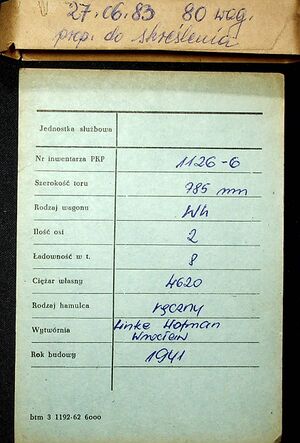 27.06.83 80 wag.
prop. do skreślenia
Jednostka służbowa
Nr inwentarza PKP 1126-6
Szerokość toru 785 mm
Rodzaj wagonu Wh
Ilość osi 2
Ładowność w t. 8
Ciężar własny 4620
Rodzaj hamulca ręczny
Wytwórnia Linke Hofman
Wrocław
Rok budowy 1941
btm 3 1192-62 6000